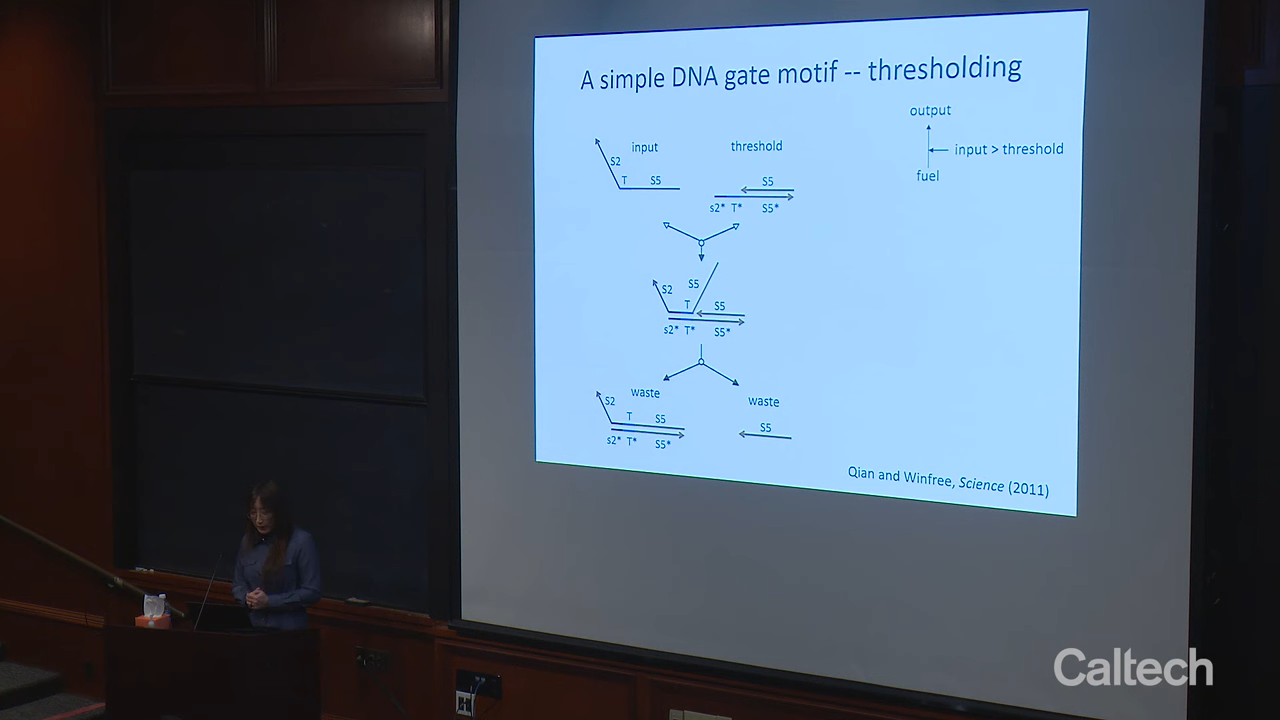 A simple DNA gate motif -- thresholding
output
input > threshold
fuel
input
threshold
S2
T
S5
S5
s2* T* S5*
S2
S5
T
S5
s2* T* S5*
waste
waste
S2
T
S5
S5
s2* T* S5*
Qian and Winfree, Science (2011)
Caltech